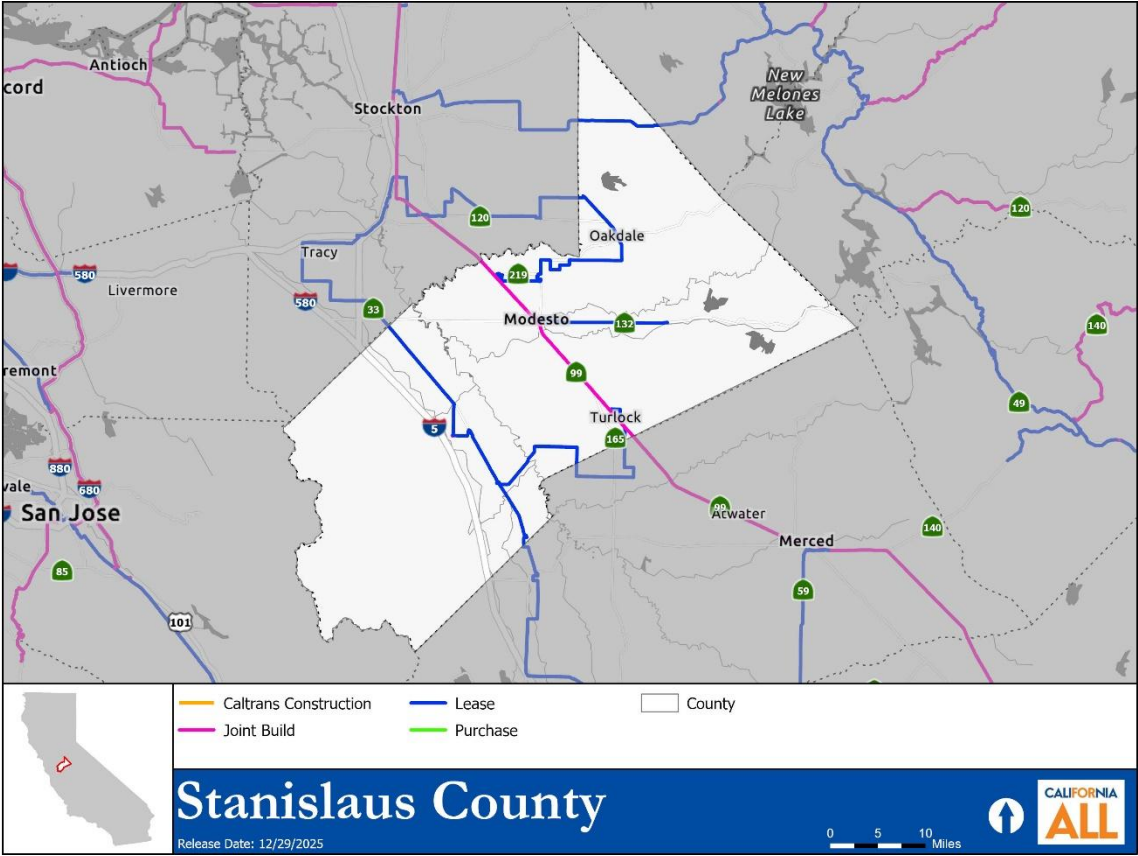 Antioch
cord
New
Melones
Lake
Stockton
120
120
Oakdale
Tracy
219
580
Livermore
580
33
Modesto
132
140
remont
99
49
Turlock
5
165
880
vale
680
99
Atwater
San Jose
140
Merced
85
59
101
Caltrans Construction
Lease
County
Joint Build
Purchase
Stanislaus County
Release Date: 12/29/2025
0 5 10
Miles
CALIFORNIA
ALL